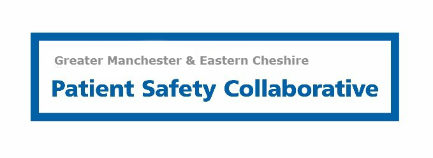 Greater Manchester & Eastern Cheshire
Patient Safety Collaborative